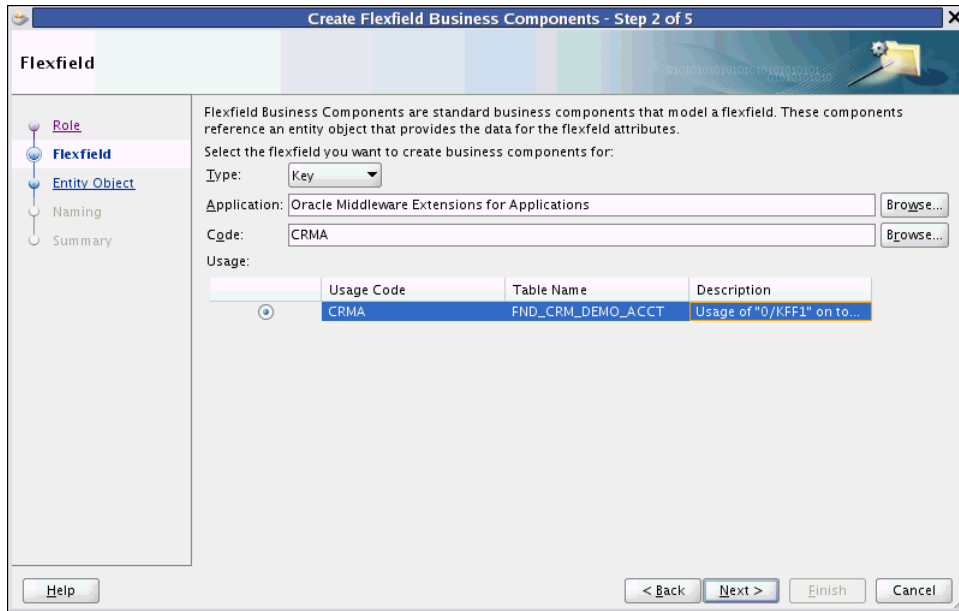 Create Flexfield Business Components - Step 2 of 5
Flexfield
Role
Flexfield
Entity Object
Naming
Summary
Flexfield Business Components are standard business components that model a flexfield. These components
reference an entity object that provides the data for the flexfeld attributes.
Select the flexfield you want to create business components for:
Type: Key
Application: Oracle Middleware Extensions for Applications Browse...
Code: CRMA Browse...
Usage:
Usage Code Table Name Description
CRMA FND_CRM_DEMO_ACCT Usage of "0/KFF1" on to...
Help < Back Next > Finish Cancel